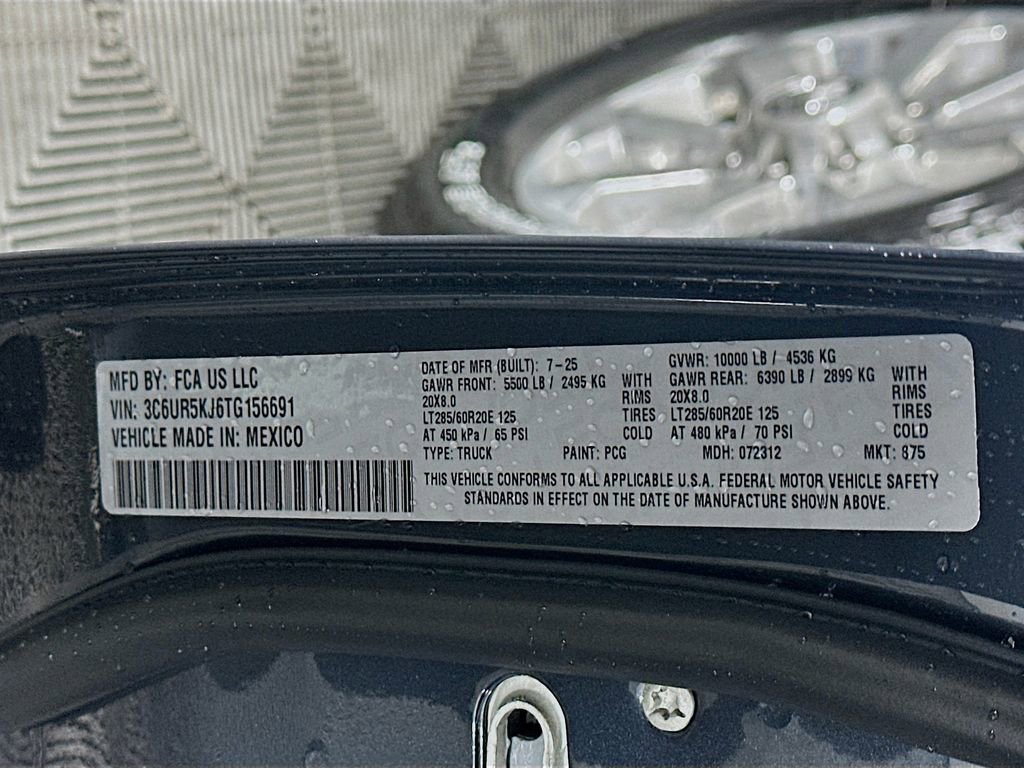 MFD BY: FCA US LLC
VIN: 3C6UR5KJ6TG156691
VEHICLE MADE IN: MEXICO
DATE OF MFR (BUILT): 7-25
GAWR FRONT: 5500 LB / 2495 KG WITH
20X8.0 RIMS
LT285/60R20E 125 TIRES
AT 450 kPa / 65 PSI COLD
GVWR: 10000 LB / 4536 KG
GAWR REAR: 6390 LB / 2899 KG WITH
20X8.0 RIMS
LT285/60R20E 125 TIRES
AT 480 kPa / 70 PSI COLD
TYPE: TRUCK PAINT: PCG MDH: 072312 MKT: 875
THIS VEHICLE CONFORMS TO ALL APPLICABLE U.S.A. FEDERAL MOTOR VEHICLE SAFETY
STANDARDS IN EFFECT ON THE DATE OF MANUFACTURE SHOWN ABOVE.